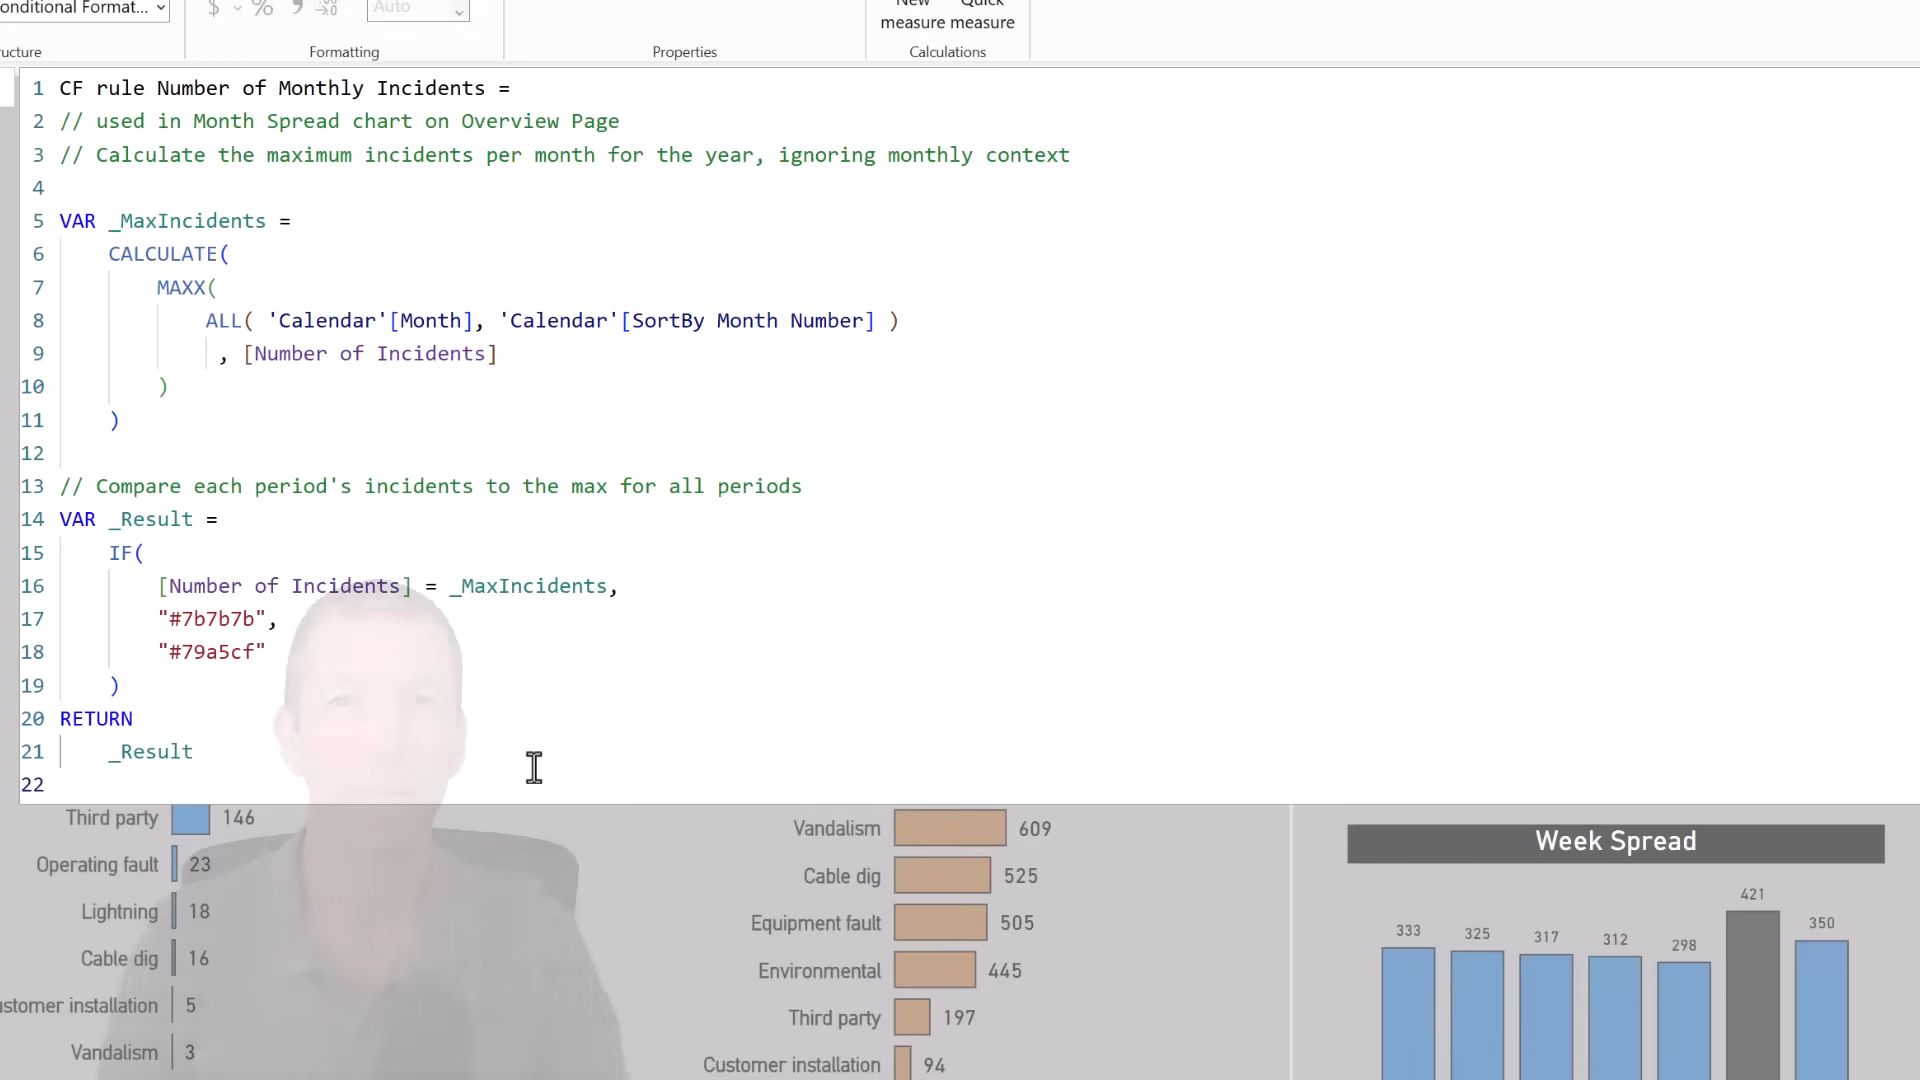 onditional Format...
$ % Auto
New Quick
measure measure
ucture Formatting Properties Calculations
1 CF rule Number of Monthly Incidents =
2 // used in Month Spread chart on Overview Page
3 // Calculate the maximum incidents per month for the year, ignoring monthly context
4
5 VAR _MaxIncidents =
6 CALCULATE(
7 MAXX(
8 ALL( 'Calendar'[Month], 'Calendar'[SortBy Month Number] )
9 , [Number of Incidents]
10 )
11 )
12
13 // Compare each period's incidents to the max for all periods
14 VAR _Result =
15 IF(
16 [Number of Incidents] = _MaxIncidents,
17 "#7b7b7b",
18 "#79a5cf"
19 )
20 RETURN
21 _Result
22
Third party 146
Operating fault 23
Lightning 18
Cable dig 16
ustomer installation 5
Vandalism 3
Vandalism 609
Cable dig 525
Equipment fault 505
Environmental 445
Third party 197
Customer installation 94
Week Spread
333 325 317 312 298 421 350